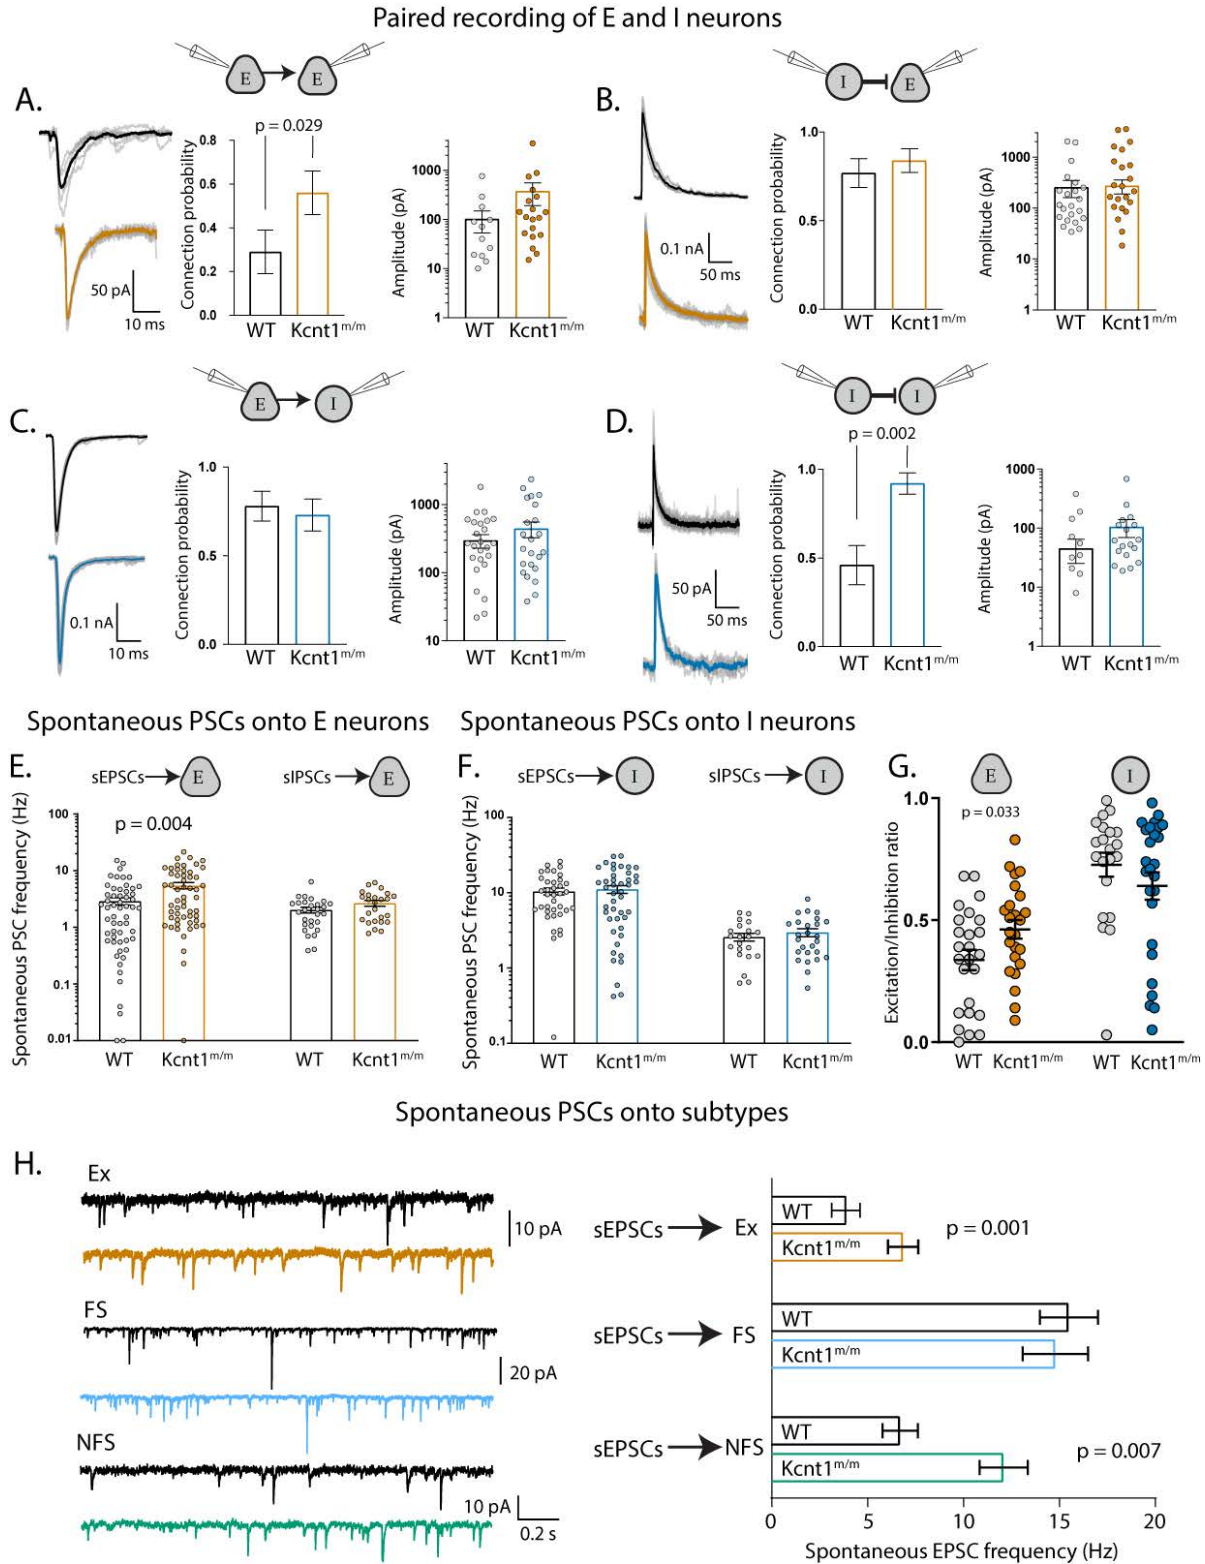 Paired recording of E and I neurons
A.
E E
p = 0.029
Connection probability
0.8
0.6
0.4
0.2
0.0
WT Kcnt1m/m
50 pA
10 ms
Amplitude (pA)
1000
100
10
1
WT Kcnt1m/m
B.
I E
0.1 nA
50 ms
Connection probability
1.0
0.5
0.0
WT Kcnt1m/m
Amplitude (pA)
1000
100
10
1
WT Kcnt1m/m
C.
E I
0.1 nA
10 ms
Connection probability
1.0
0.5
0.0
WT Kcnt1m/m
Amplitude (pA)
1000
100
10
WT Kcnt1m/m
D.
I I
p = 0.002
50 pA
50 ms
Connection probability
1.0
0.5
0.0
WT Kcnt1m/m
Amplitude (pA)
1000
100
10
1
WT Kcnt1m/m
Spontaneous PSCs onto E neurons
E.
sEPSCs E
sIPSCs E
Spontaneous PSC frequency (Hz)
p = 0.004
100
10
1
0.1
0.01
WT Kcnt1m/m WT Kcnt1m/m
Spontaneous PSCs onto I neurons
F.
sEPSCs I
sIPSCs I
Spontaneous PSC frequency (Hz)
100
10
1
0.1
WT Kcnt1m/m WT Kcnt1m/m
G.
E I
p = 0.033
Excitation/Inhibition ratio
1.0
0.5
0.0
WT Kcnt1m/m WT Kcnt1m/m
Spontaneous PSCs onto subtypes
H.
Ex
10 pA
FS
20 pA
NFS
10 pA
0.2 s
sEPSCs Ex
WT
Kcnt1m/m
p = 0.001
sEPSCs FS
WT
Kcnt1m/m
sEPSCs NFS
WT
Kcnt1m/m
p = 0.007
0 5 10 15 20
Spontaneous EPSC frequency (Hz)